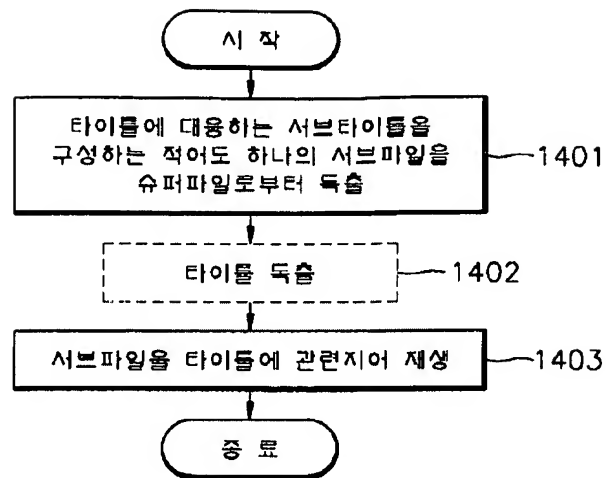 시 작
타이틀에 대응하는 서브타이틀을
구성하는 적어도 하나의 서브파일을
슈퍼파일로부터 독출
1401
타이틀 독출
1402
서브파일을 타이틀에 관련지어 재생
1403
종 료